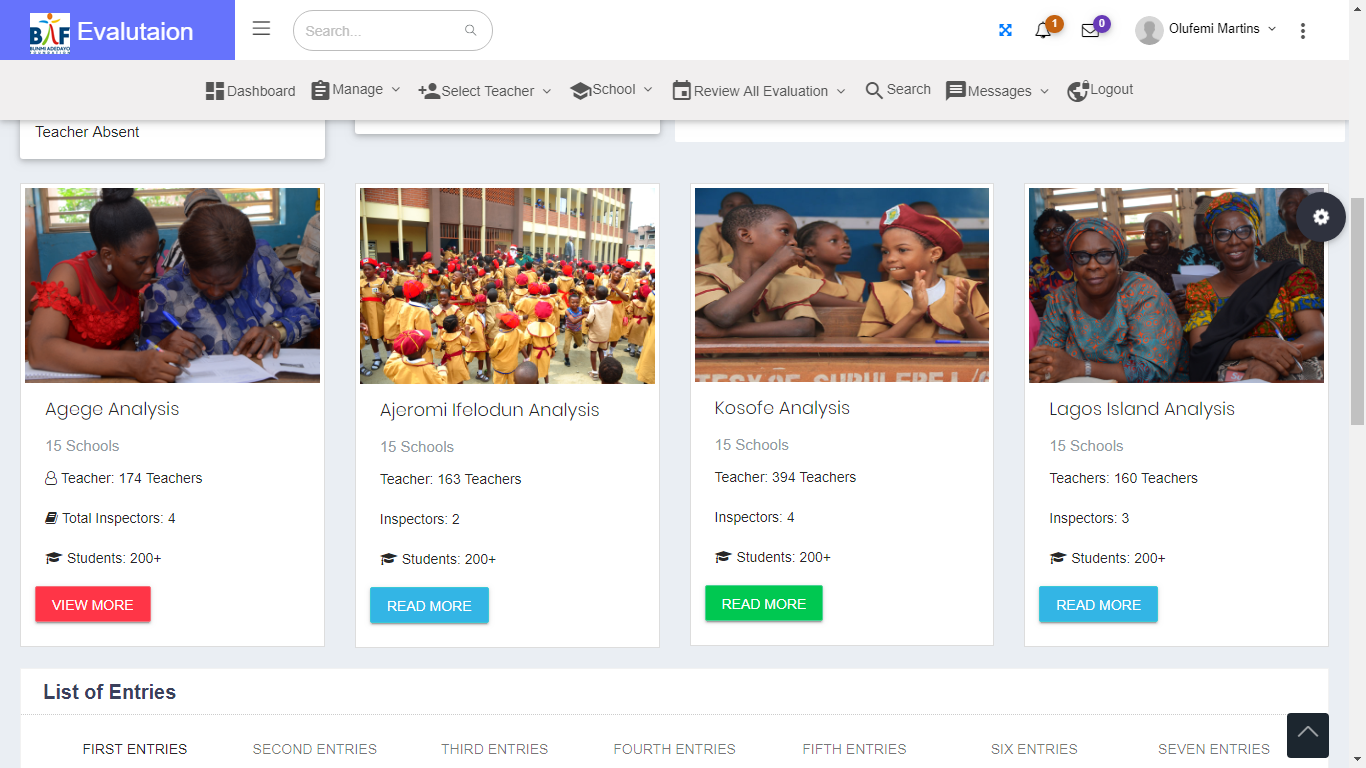 BAF
BUNMI ADEDAYO
FOUNDATION
Evalutaion
Search...
1
0
Olufemi Martins
Dashboard
Manage
Select Teacher
School
Review All Evaluation
Search
Messages
Logout
Teacher Absent
Agege Analysis
15 Schools
Teacher: 174 Teachers
Total Inspectors: 4
Students: 200+
VIEW MORE
Ajeromi Ifelodun Analysis
15 Schools
Teacher: 163 Teachers
Inspectors: 2
Students: 200+
READ MORE
Kosofe Analysis
15 Schools
Teacher: 394 Teachers
Inspectors: 4
Students: 200+
READ MORE
Lagos Island Analysis
15 Schools
Teachers: 160 Teachers
Inspectors: 3
Students: 200+
READ MORE
List of Entries
FIRST ENTRIES
SECOND ENTRIES
THIRD ENTRIES
FOURTH ENTRIES
FIFTH ENTRIES
SIX ENTRIES
SEVEN ENTRIES